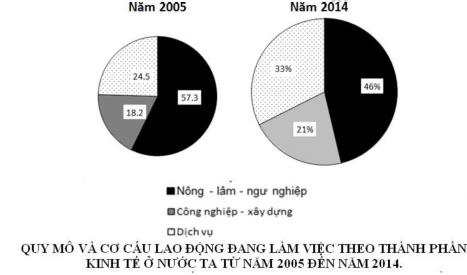 Năm 2005 Năm 2014
24.5 57.3 18.2
33% 46% 21%
Nông - lâm - ngư nghiệp
Công nghiệp - xây dựng
Dịch vụ
QUY MÔ VÀ CƠ CẤU LAO ĐỘNG ĐANG LÀM VIỆC THEO THÀNH PHẦN
KINH TẾ Ở NƯỚC TA TỪ NĂM 2005 ĐẾN NĂM 2014.